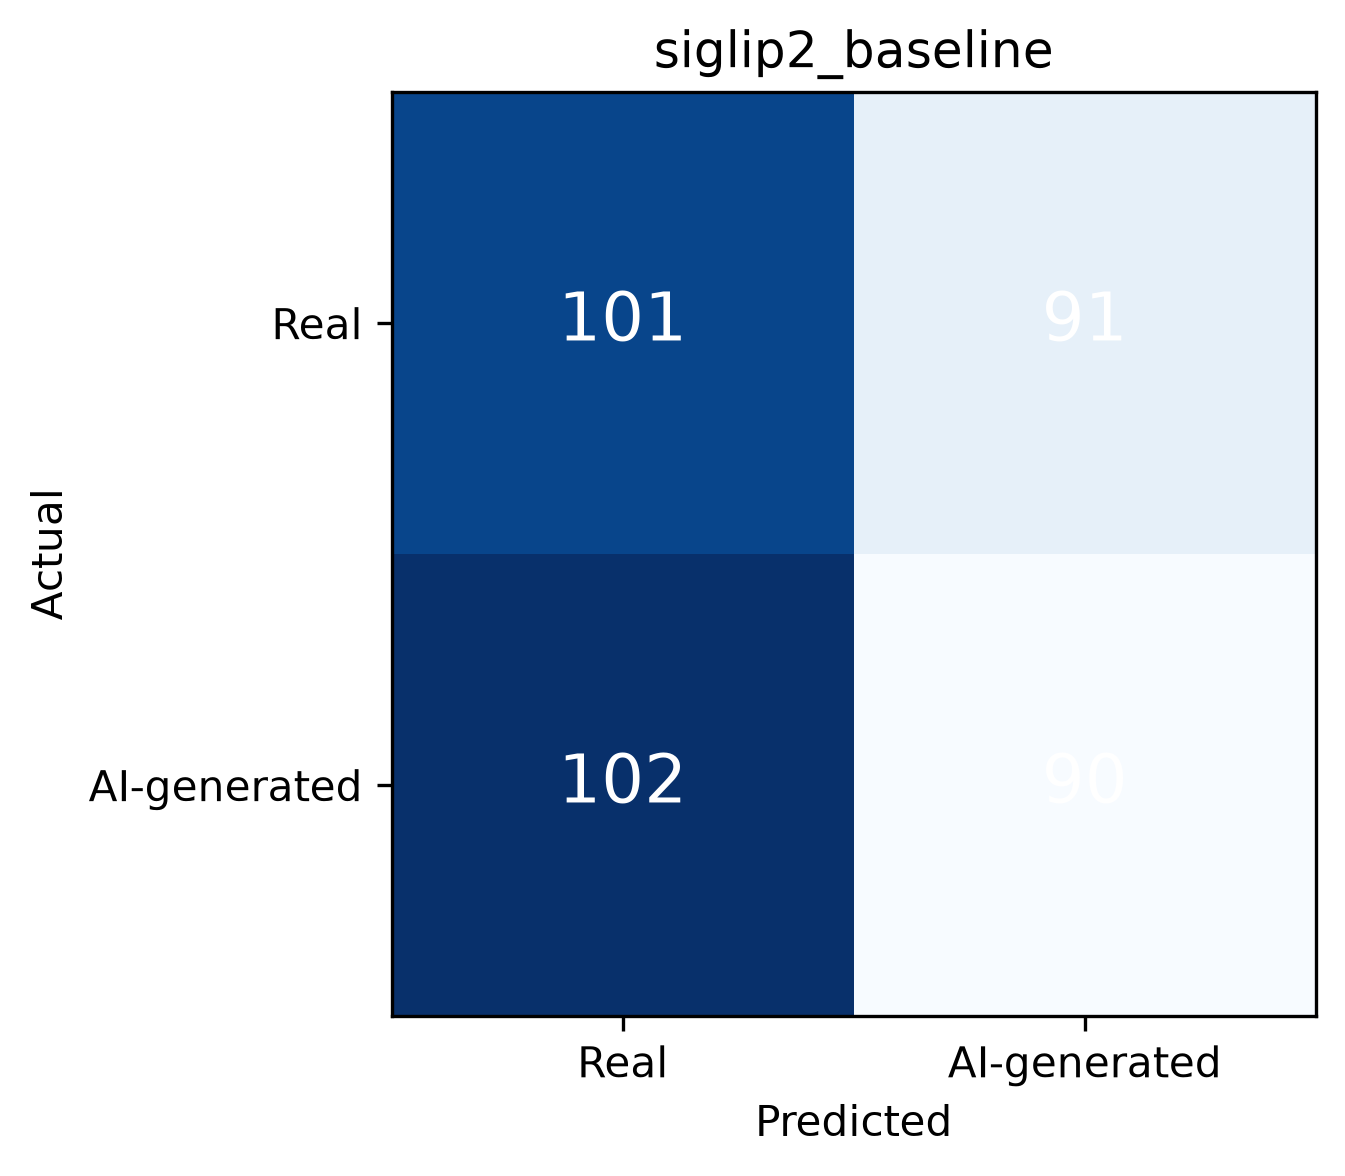 siglip2_baseline
Actual
Real
101
91
AI-generated
102
90
Real
AI-generated
Predicted